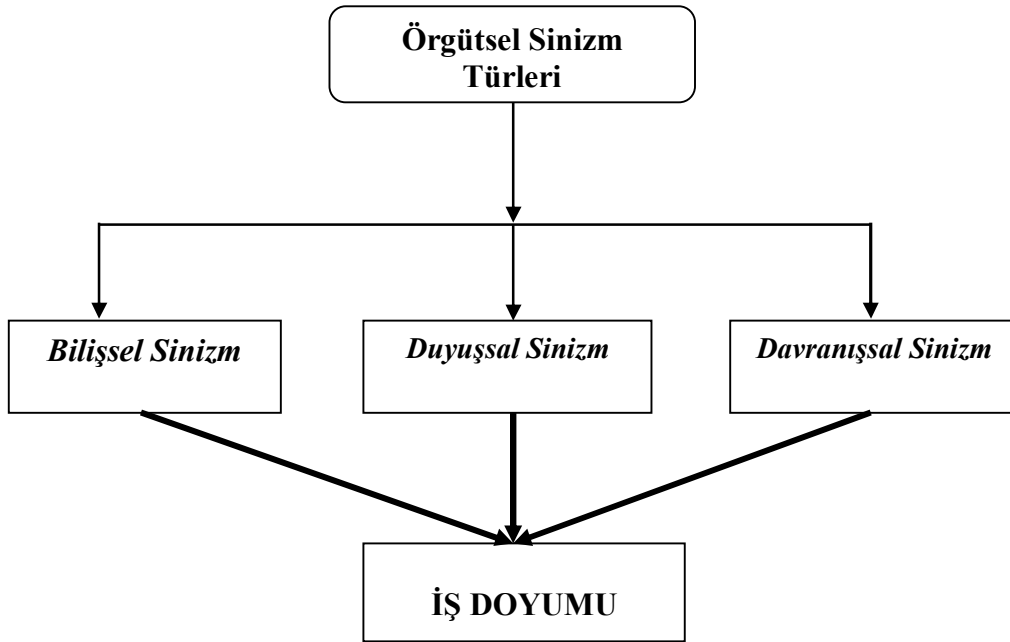 Örgütsel Sinizm
Türleri
Bilişsel Sinizm
Duyuşsal Sinizm
Davranışsal Sinizm
İŞ DOYUMU